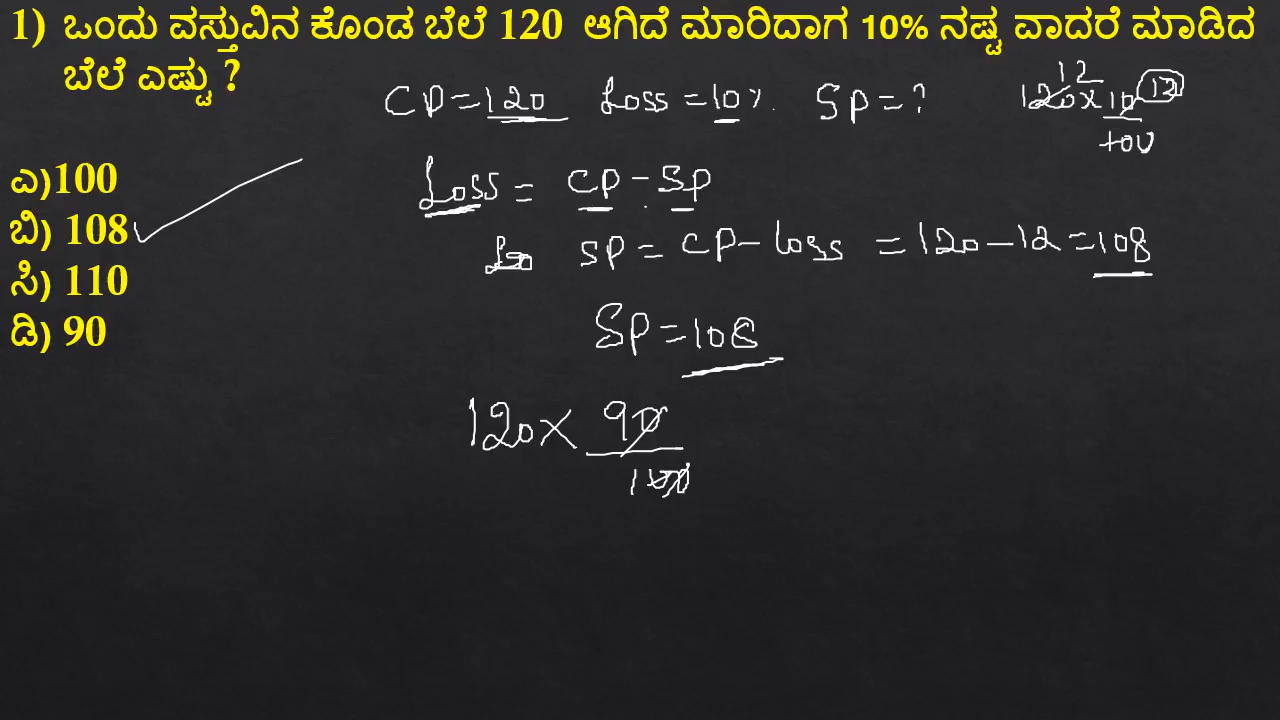 1) ಒಂದು ವಸ್ತುವಿನ ಕೊಂಡ ಬೆಲೆ 120 ಆಗಿದೆ ಮಾರಿದಾಗ 10% ನಷ್ಟ ವಾದರೆ ಮಾಡಿದ
ಬೆಲೆ ಎಷ್ಟು ?
CP = 120 Loss = 10% SP = ?
12
120 × 10 12
100
ಎ)100
ಬಿ) 108
ಸಿ) 110
ಡಿ) 90
Loss = CP - SP
SP = CP - loss = 120 - 12 = 108
SP = 108
120 × 90
100